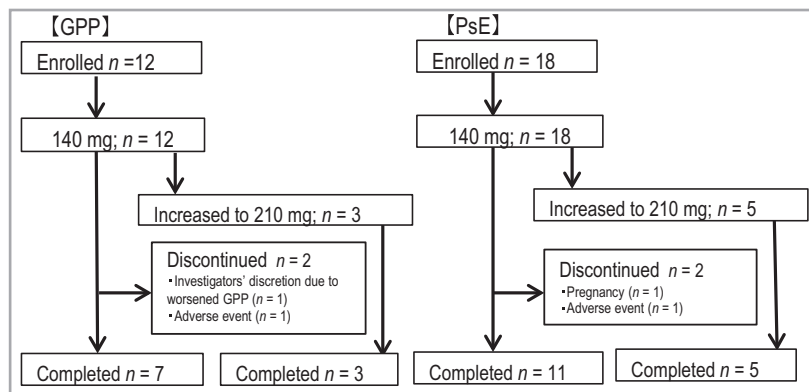 【GPP】
Enrolled n =12
140 mg; n = 12
Increased to 210 mg; n = 3
Discontinued n = 2
・Investigators' discretion due to
worsened GPP (n = 1)
・Adverse event (n = 1)
Completed n = 7
Completed n = 3
【PsE】
Enrolled n = 18
140 mg; n = 18
Increased to 210 mg; n = 5
Discontinued n = 2
・Pregnancy (n = 1)
・Adverse event (n = 1)
Completed n = 11
Completed n = 5